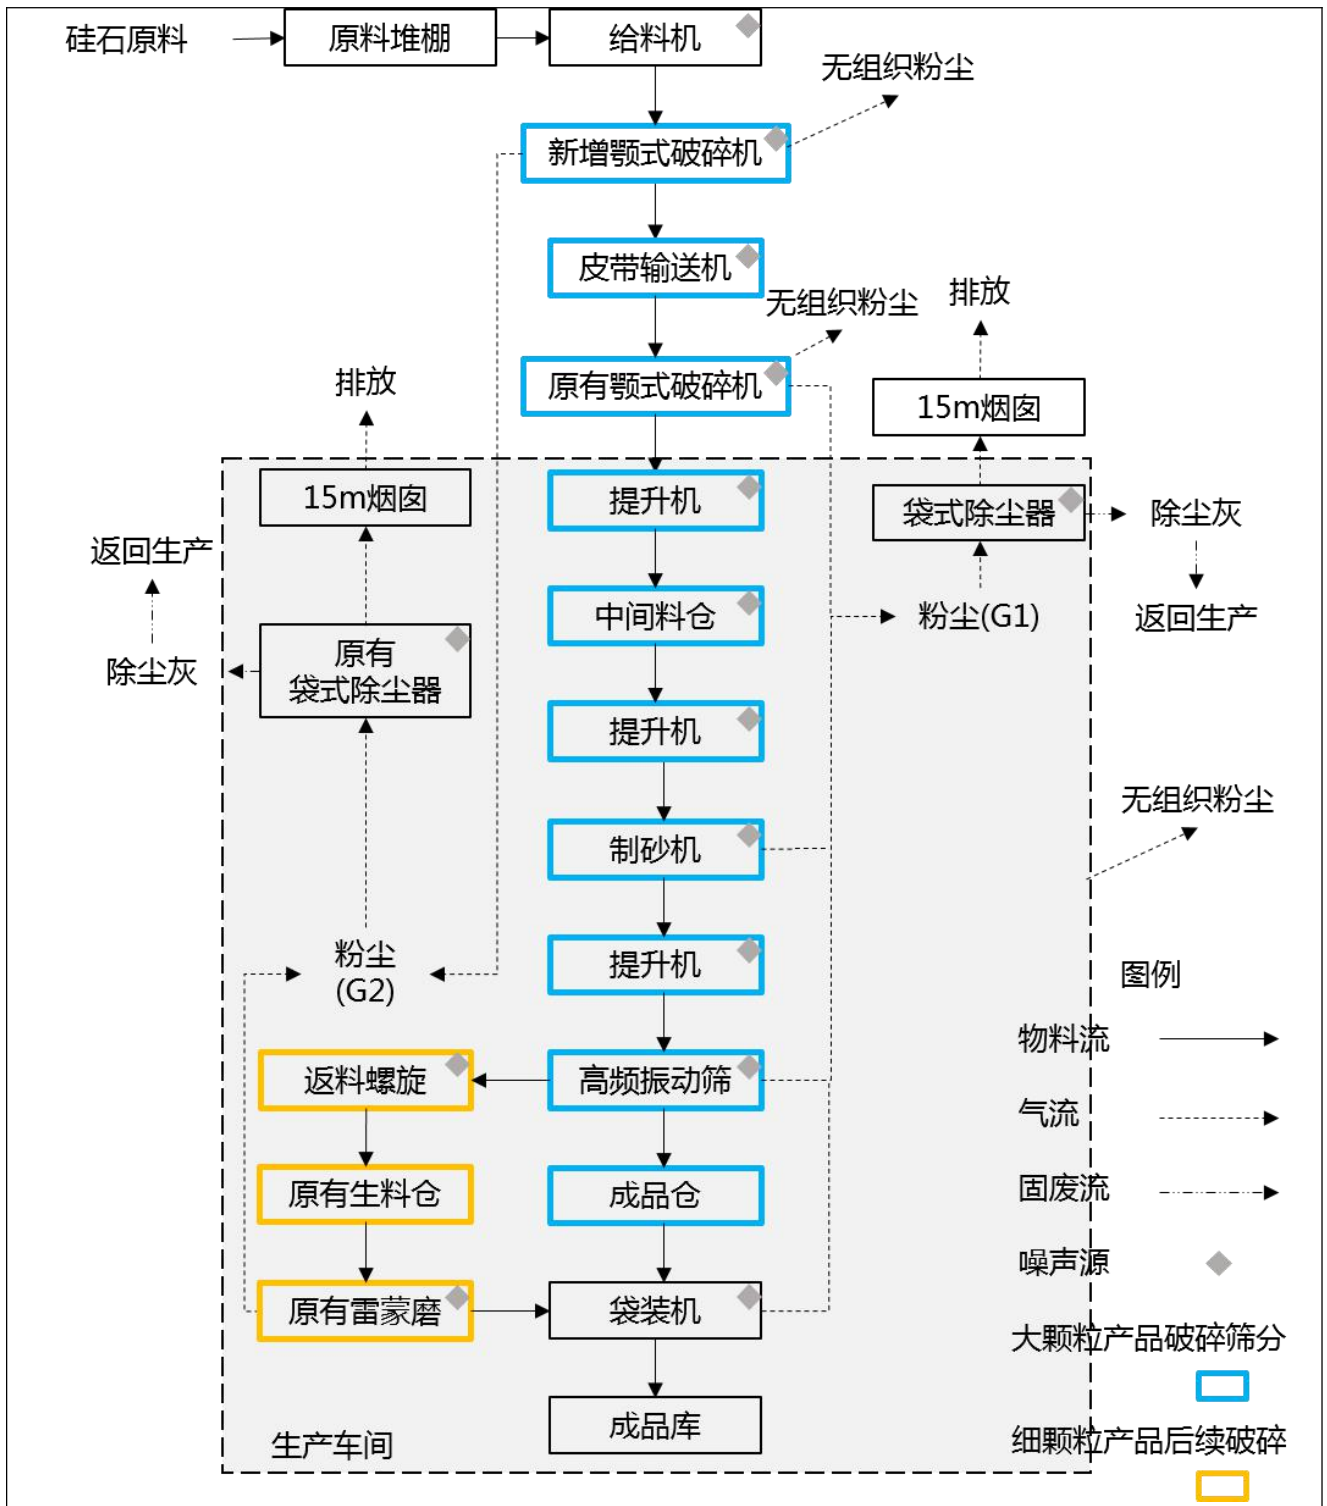 硅石原料
原料堆棚
给料机
无组织粉尘
新增颚式破碎机
皮带输送机
无组织粉尘
排放
原有颚式破碎机
排放
15m烟囱
15m烟囱
提升机
袋式除尘器
除尘灰
返回生产
中间料仓
粉尘(G1)
返回生产
除尘灰
原有
袋式除尘器
提升机
无组织粉尘
制砂机
粉尘
(G2)
提升机
图例
物料流
返料螺旋
高频振动筛
气流
原有生料仓
成品仓
固废流
噪声源
原有雷蒙磨
袋装机
大颗粒产品破碎筛分
成品库
生产车间
细颗粒产品后续破碎